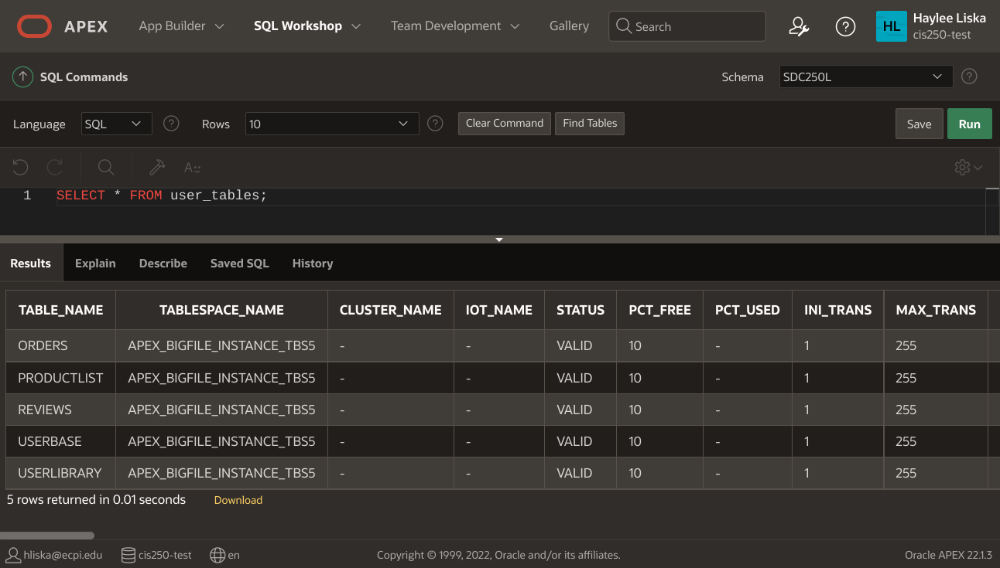 APEX App Builder SQL Workshop Team Development Gallery Search HL Haylee Liska
cis250-test
SQL Commands Schema SDC250L
Language SQL Rows 10 Clear Command Find Tables Save Run
A::
1 SELECT * FROM user_tables;
Results Explain Describe Saved SQL History
TABLE_NAME TABLESPACE_NAME CLUSTER_NAME IOT_NAME STATUS PCT_FREE PCT_USED INI_TRANS MAX_TRANS
ORDERS APEX_BIGFILE_INSTANCE_TBS5 - - VALID 10 - 1 255
PRODUCTLIST APEX_BIGFILE_INSTANCE_TBS5 - - VALID 10 - 1 255
REVIEWS APEX_BIGFILE_INSTANCE_TBS5 - - VALID 10 - 1 255
USERBASE APEX_BIGFILE_INSTANCE_TBS5 - - VALID 10 - 1 255
USERLIBRARY APEX_BIGFILE_INSTANCE_TBS5 - - VALID 10 - 1 255
5 rows returned in 0.01 seconds Download
hliska@ecpi.edu cis250-test en Copyright © 1999, 2022, Oracle and/or its affiliates. Oracle APEX 22.1.3